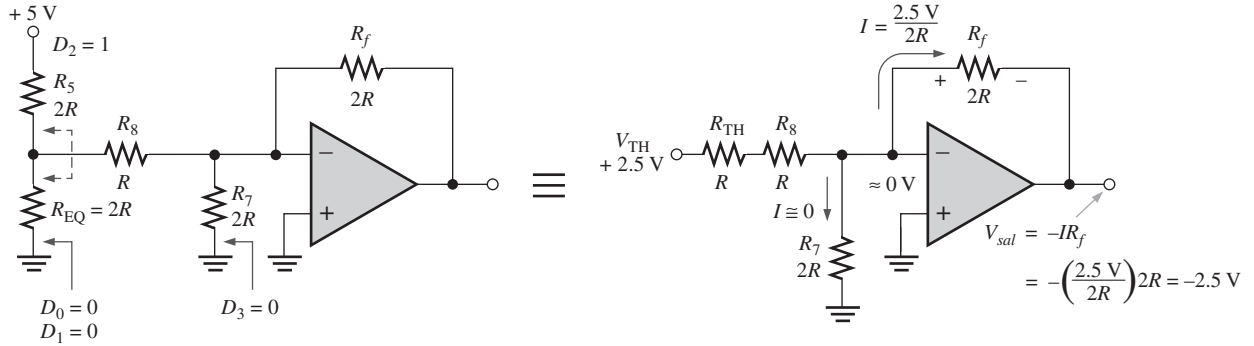 + 5 V
D₂ = 1
R₅
2R
R₈
R
R_EQ = 2R
D₀ = 0
D₁ = 0
R₇
2R
D₃ = 0
R_f
2R
−
+
≡
V_TH
+ 2.5 V
R_TH
R
R₈
R
I ≅ 0
R₇
2R
≈ 0 V
I = 2.5 V / 2R
R_f
+ 2R −
−
+
V_sal = –IR_f
= –(2.5 V / 2R)2R = –2.5 V